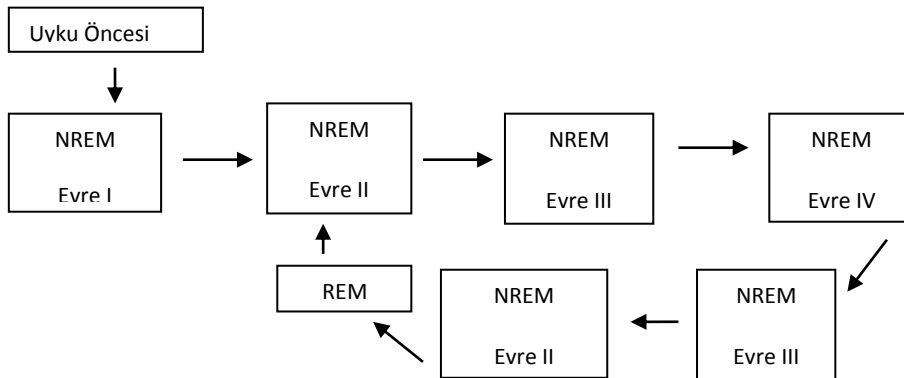 Uyku Öncesi
NREM
Evre I
NREM
Evre II
NREM
Evre III
NREM
Evre IV
NREM
Evre III
NREM
Evre II
REM